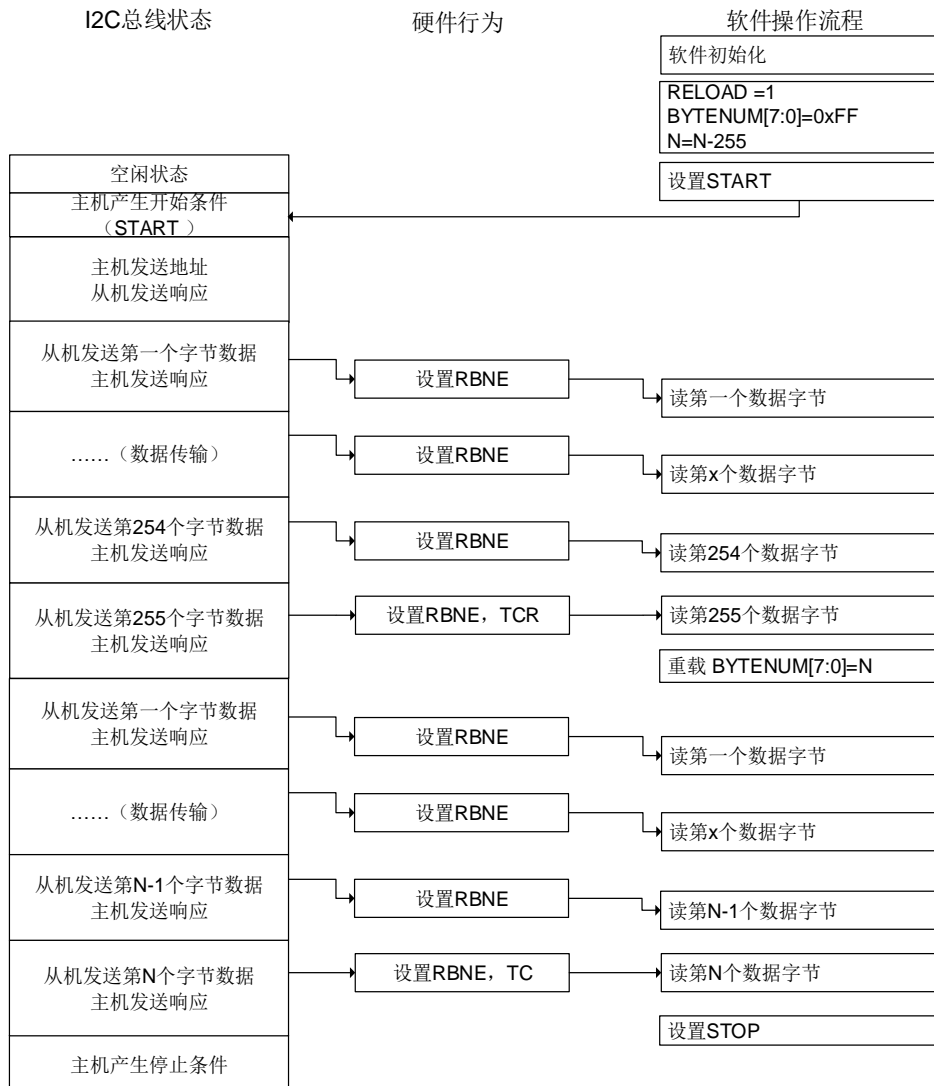 I2C总线状态
硬件行为
软件操作流程
软件初始化
RELOAD =1
BYTENUM[7:0]=0xFF
N=N-255
设置START
空闲状态
主机产生开始条件
（START ）
主机发送地址
从机发送响应
从机发送第一个字节数据
主机发送响应
设置RBNE
读第一个数据字节
……（数据传输）
设置RBNE
读第x个数据字节
从机发送第254个字节数据
主机发送响应
设置RBNE
读第254个数据字节
从机发送第255个字节数据
主机发送响应
设置RBNE，TCR
读第255个数据字节
重载 BYTENUM[7:0]=N
从机发送第一个字节数据
主机发送响应
设置RBNE
读第一个数据字节
……（数据传输）
设置RBNE
读第x个数据字节
从机发送第N-1个字节数据
主机发送响应
设置RBNE
读第N-1个数据字节
从机发送第N个字节数据
主机发送响应
设置RBNE，TC
读第N个数据字节
设置STOP
主机产生停止条件